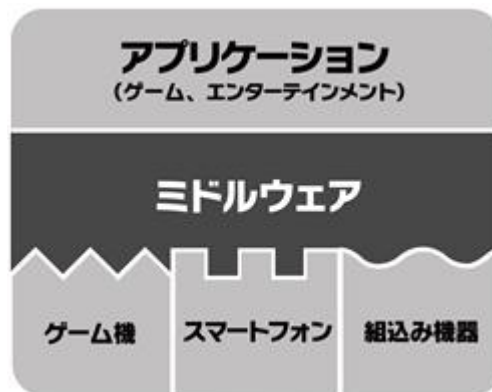 アプリケーション
(ゲーム、エンターテインメント)
ミドルウェア
ゲーム機
スマートフォン
組込み機器